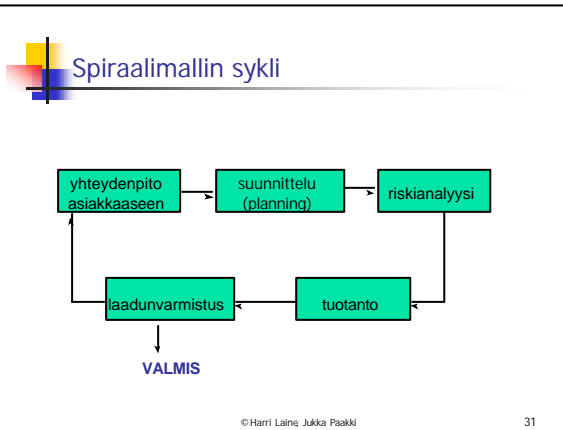 Spiraalimallin sykli
yhteydenpito
asiakkaaseen
suunnittelu
(planning)
riskianalyysi
laadunvarmistus
tuotanto
VALMIS
© Harri Laine, Jukka Paakki
31